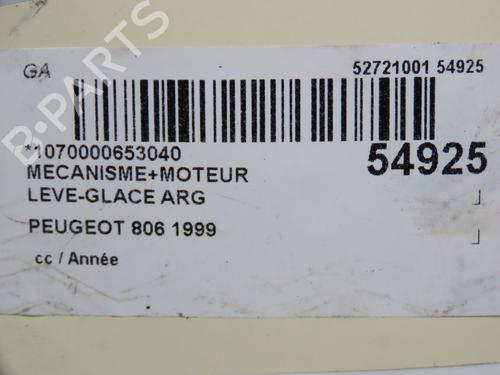 GA
52721001 54925
*1070000653040
54925
MECANISME+MOTEUR
LEVE-GLACE ARG
PEUGEOT 806 1999
cc / Année
B-PARTS